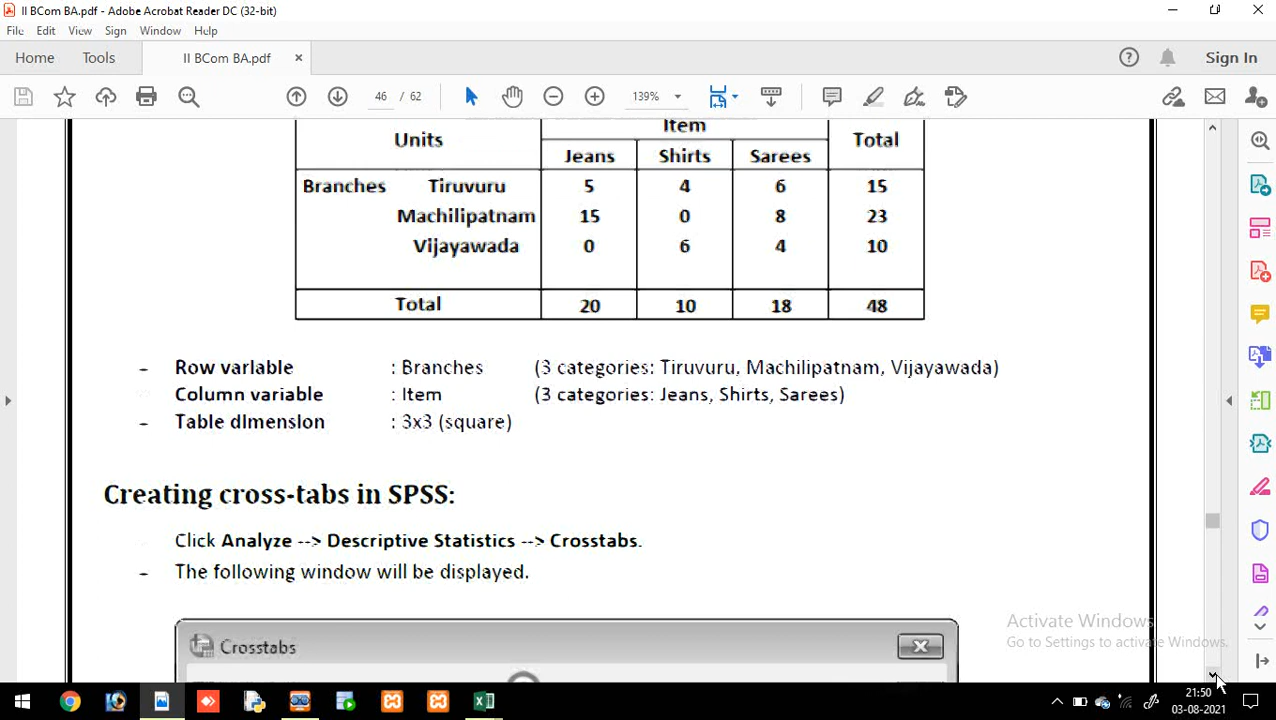 II BCom BA.pdf - Adobe Acrobat Reader DC (32-bit)
File Edit View Sign Window Help
Home Tools II BCom BA.pdf Sign In
46 / 62 139%
Item
Units Total
Jeans Shirts Sarees
Branches Tiruvuru 5 4 6 15
Machilipatnam 15 0 8 23
Vijayawada 0 6 4 10
Total 20 10 18 48
- Row variable : Branches (3 categories: Tiruvuru, Machilipatnam, Vijayawada)
Column variable : Item (3 categories: Jeans, Shirts, Sarees)
- Table dimension : 3x3 (square)
Creating cross-tabs in SPSS:
Click Analyze --> Descriptive Statistics --> Crosstabs.
- The following window will be displayed.
Crosstabs
Activate Windows
Go to Settings to activate Windows.
21:50
03-08-2021